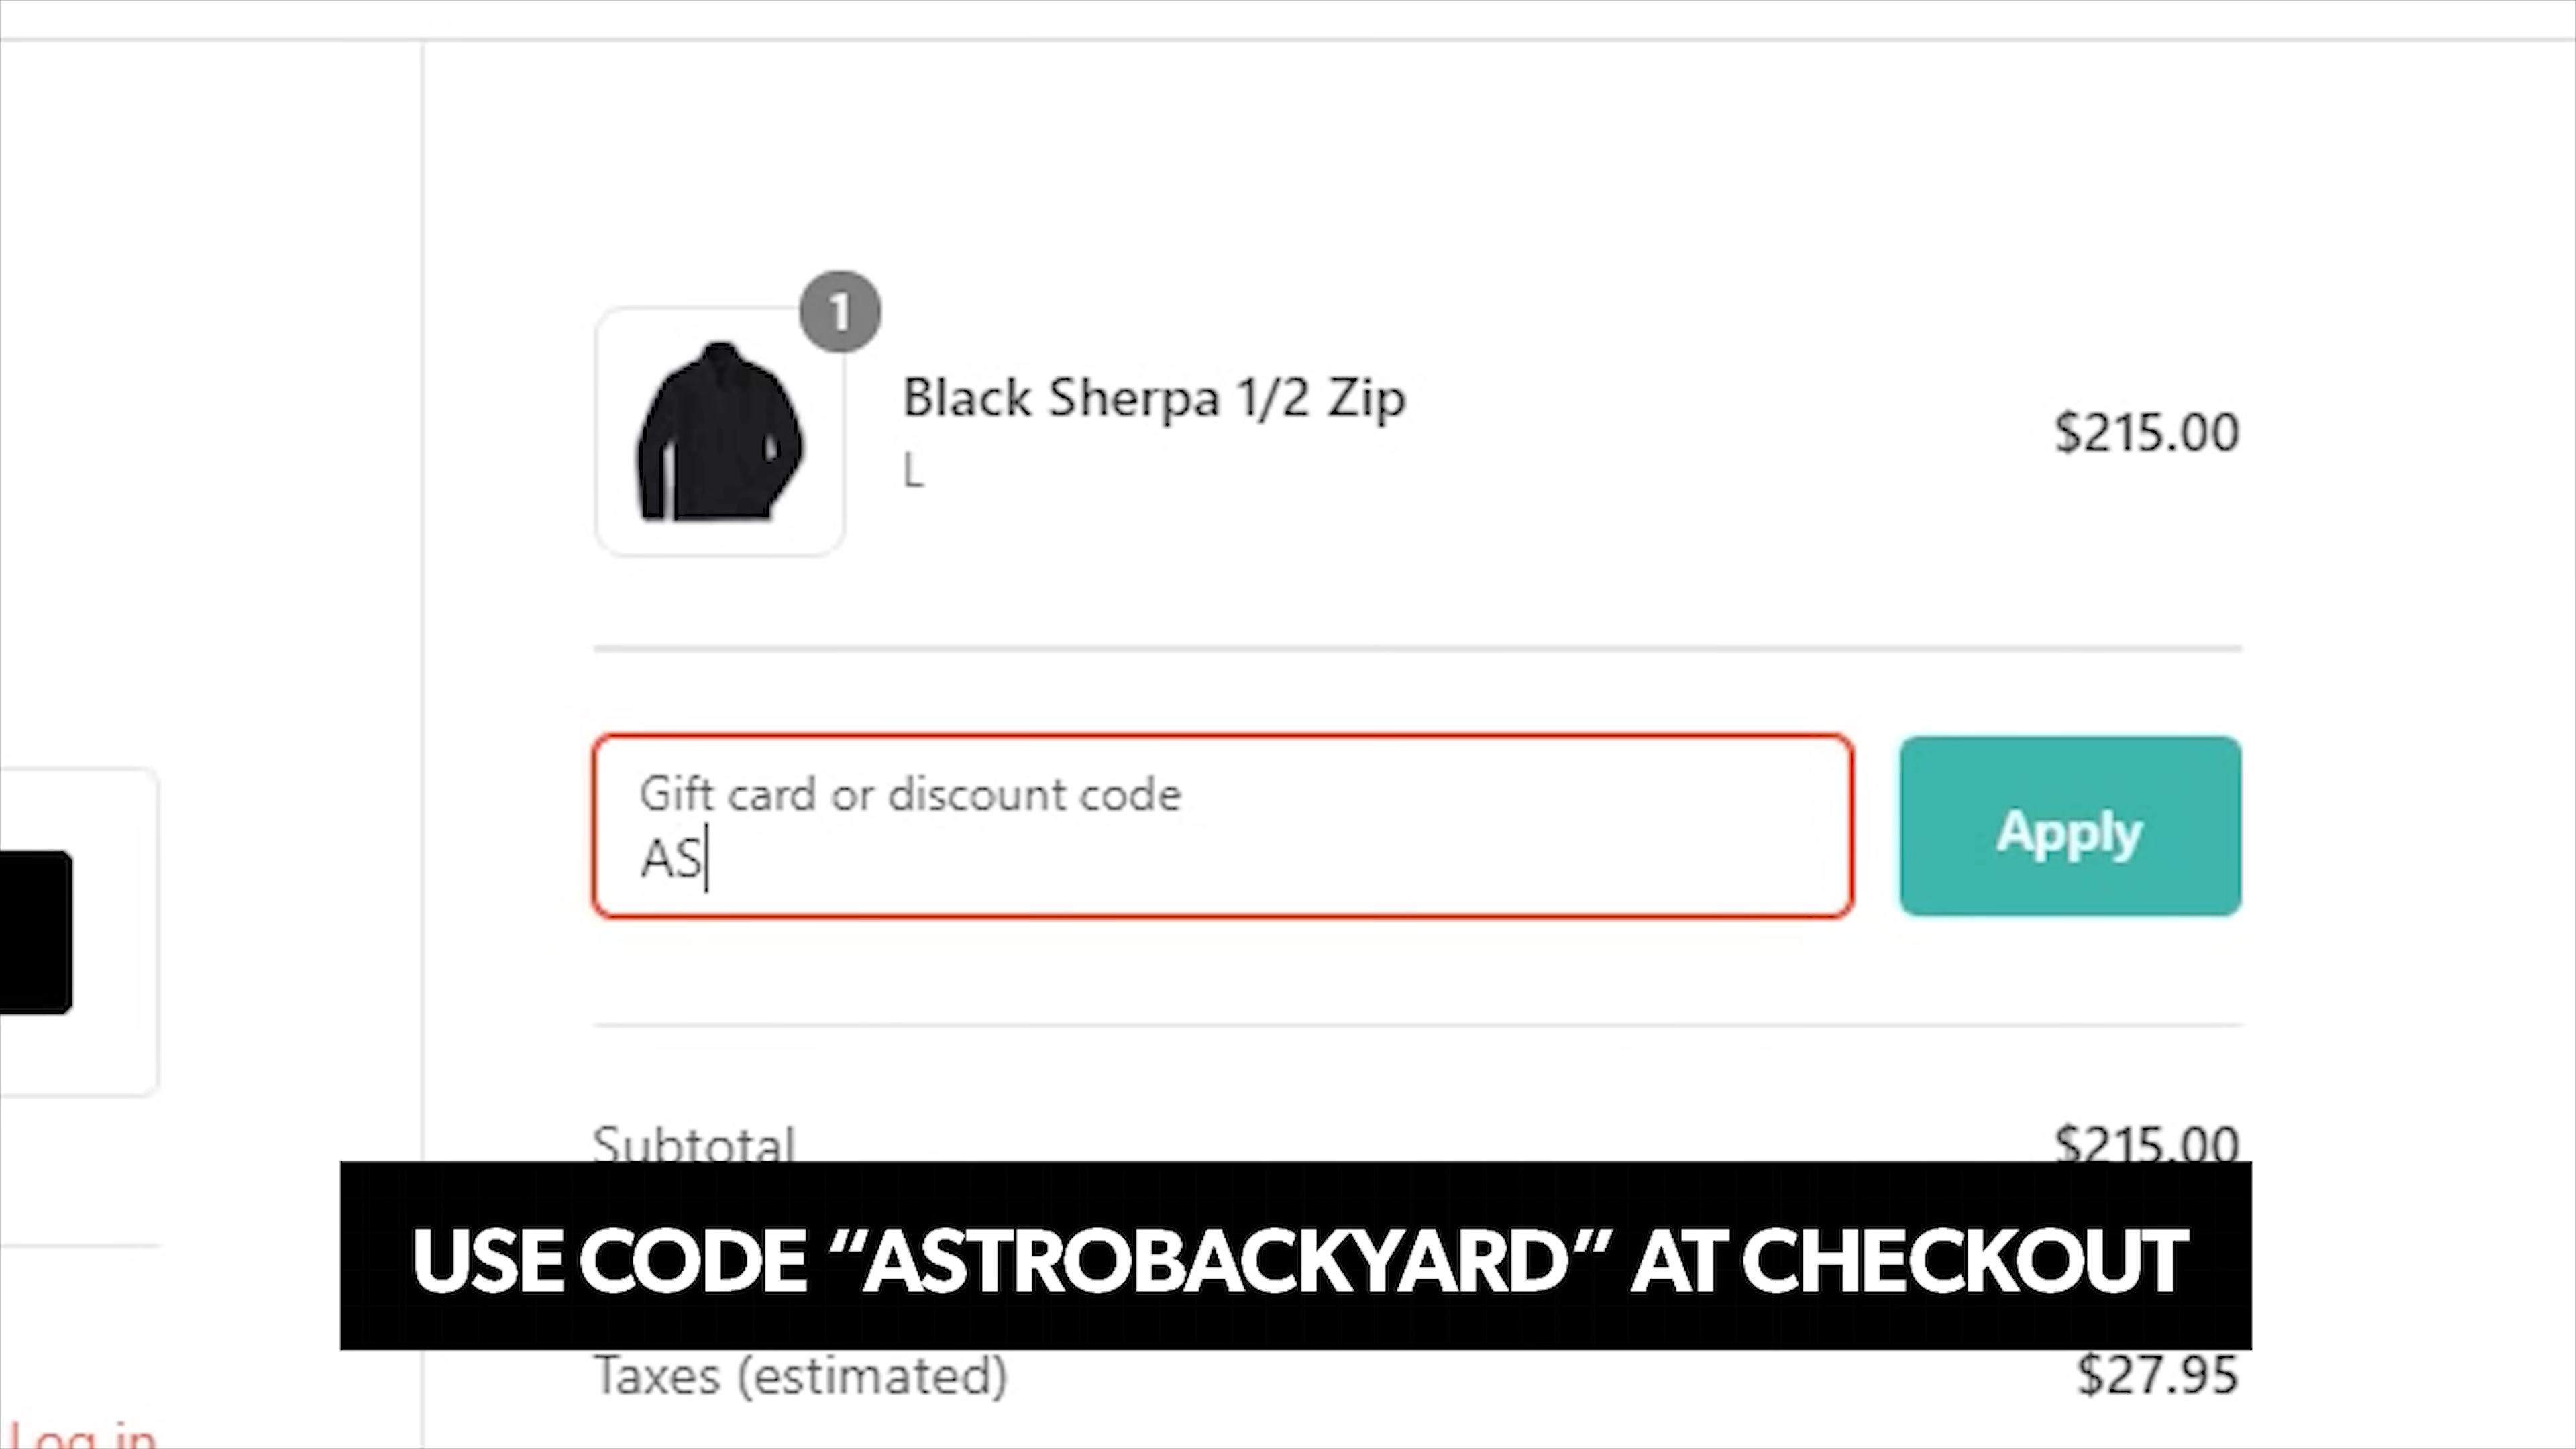 1
Black Sherpa 1/2 Zip
L
$215.00
Gift card or discount code
AS
Apply
Subtotal
$215.00
USE CODE “ASTROBACKYARD” AT CHECKOUT
Taxes (estimated)
$27.95
Log in